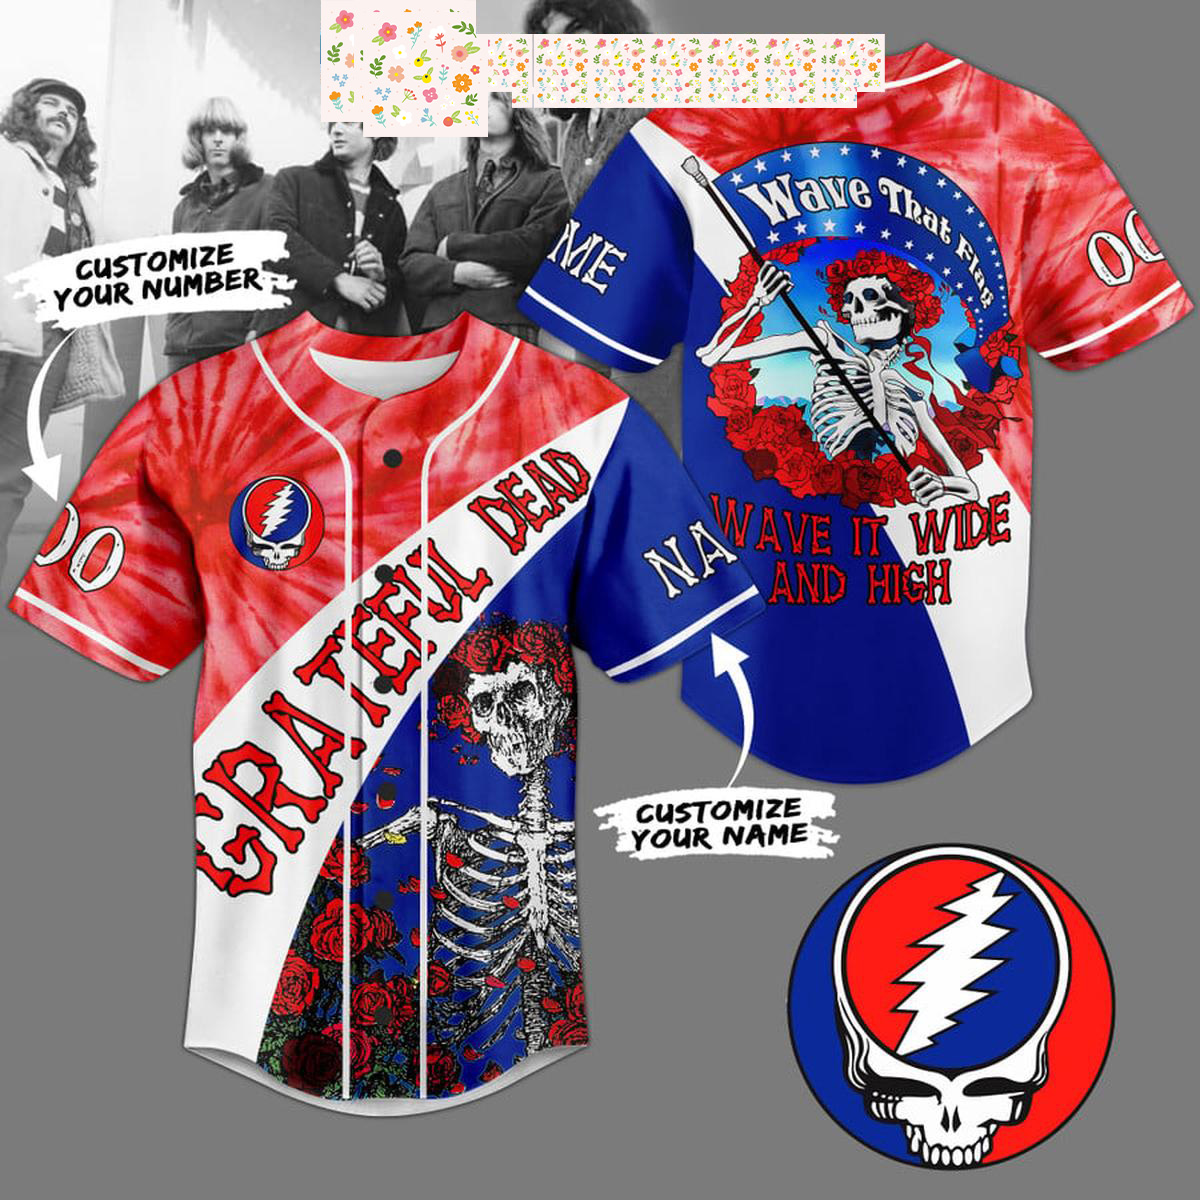 CUSTOMIZE
YOUR NUMBER
Wave That Flag
OME
00
WAVE IT WIDE
AND HIGH
00
GRATEFUL DEAD
NA
CUSTOMIZE
YOUR NAME